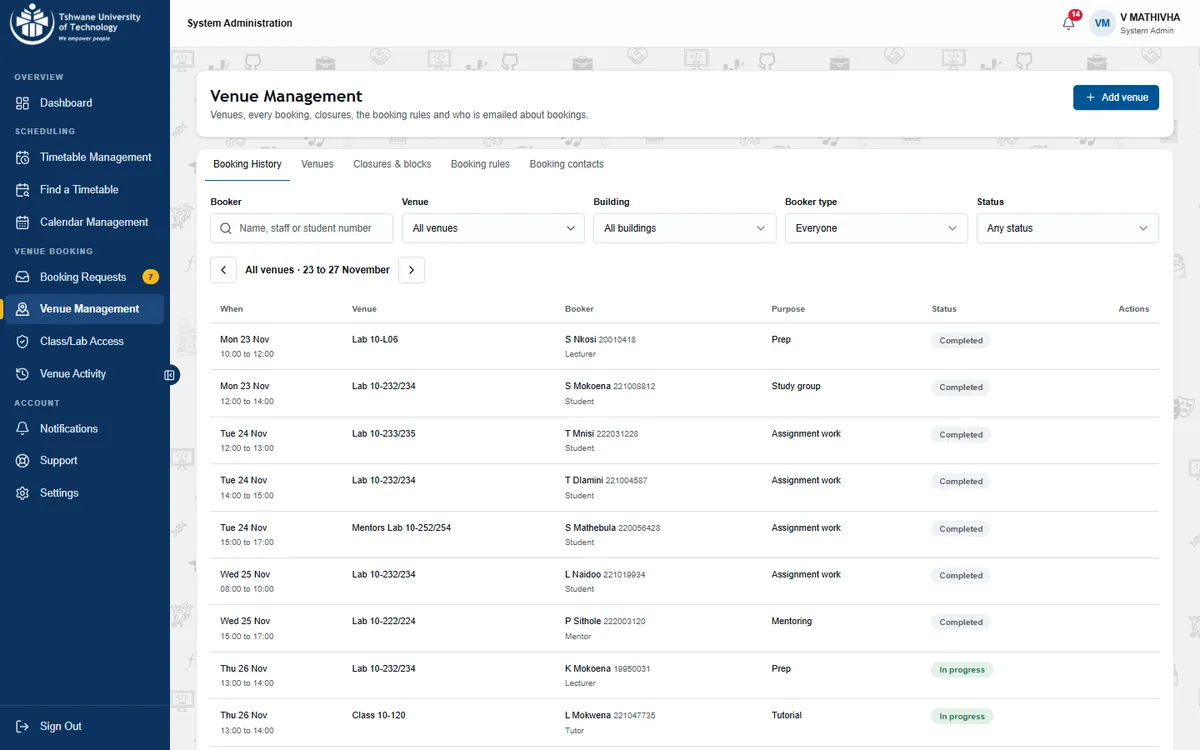 Tshwane University
of Technology
We empower people
System Administration
14
VM
V MATHIVHA
System Admin
OVERVIEW
Dashboard
SCHEDULING
Timetable Management
Find a Timetable
Calendar Management
VENUE BOOKING
Booking Requests 7
Venue Management
Class/Lab Access
Venue Activity
ACCOUNT
Notifications
Support
Settings
Sign Out
Venue Management
Venues, every booking, closures, the booking rules and who is emailed about bookings.
+ Add venue
Booking History Venues Closures & blocks Booking rules Booking contacts
Booker Venue Building Booker type Status
Name, staff or student number All venues All buildings Everyone Any status
All venues · 23 to 27 November
When Venue Booker Purpose Status Actions
Mon 23 Nov Lab 10-L06 S Nkosi 20010418 Prep Completed
10:00 to 12:00 Lecturer
Mon 23 Nov Lab 10-232/234 S Mokoena 221008812 Study group Completed
12:00 to 14:00 Student
Tue 24 Nov Lab 10-233/235 T Mnisi 222031228 Assignment work Completed
12:00 to 13:00 Student
Tue 24 Nov Lab 10-232/234 T Dlamini 221004587 Assignment work Completed
14:00 to 15:00 Student
Tue 24 Nov Mentors Lab 10-252/254 S Mathebula 220056428 Assignment work Completed
15:00 to 17:00 Student
Wed 25 Nov Lab 10-232/234 L Naidoo 221019934 Assignment work Completed
08:00 to 10:00 Student
Wed 25 Nov Lab 10-222/224 P Sithole 222003120 Mentoring Completed
15:00 to 17:00 Mentor
Thu 26 Nov Lab 10-232/234 K Mokoena 19950031 Prep In progress
13:00 to 14:00 Lecturer
Thu 26 Nov Class 10-120 L Mokwena 221047735 Tutorial In progress
13:00 to 14:00 Tutor